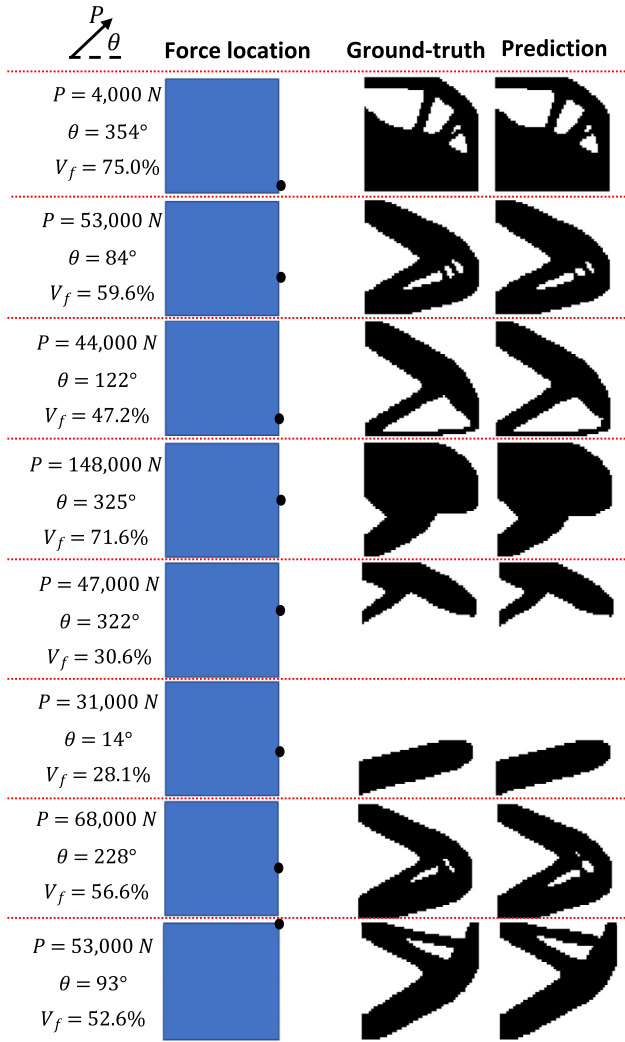 P
θ
Force location
Ground-truth
Prediction
P = 4,000 N
θ = 354°
V_f = 75.0%
P = 53,000 N
θ = 84°
V_f = 59.6%
P = 44,000 N
θ = 122°
V_f = 47.2%
P = 148,000 N
θ = 325°
V_f = 71.6%
P = 47,000 N
θ = 322°
V_f = 30.6%
P = 31,000 N
θ = 14°
V_f = 28.1%
P = 68,000 N
θ = 228°
V_f = 56.6%
P = 53,000 N
θ = 93°
V_f = 52.6%